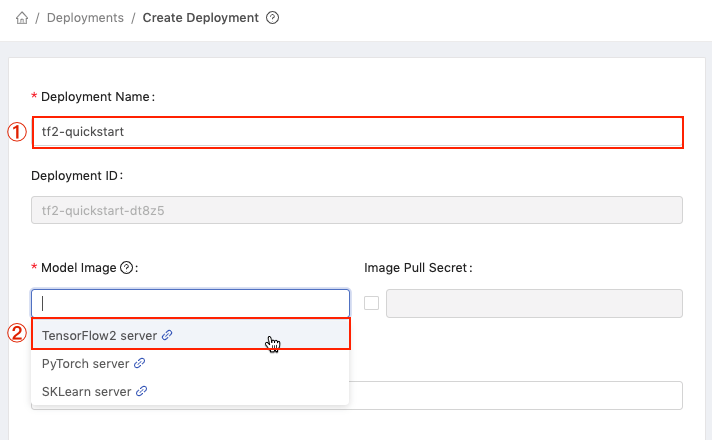 / Deployments / Create Deployment ?
* Deployment Name:
① tf2-quickstart
Deployment ID:
tf2-quickstart-dt8z5
* Model Image ?: Image Pull Secret:
② TensorFlow2 server
PyTorch server
SKLearn server